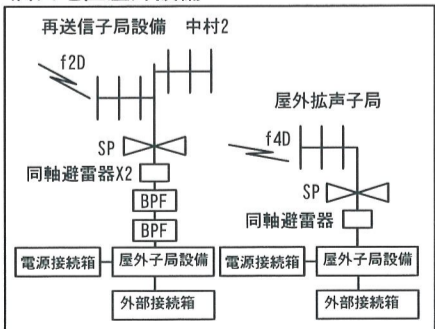 再送信子局設備 中村2
f2D
SP
同軸避雷器X2
BPF
BPF
電源接続箱
屋外子局設備
外部接続箱
屋外拡声子局
f4D
SP
同軸避雷器
電源接続箱
屋外子局設備
外部接続箱